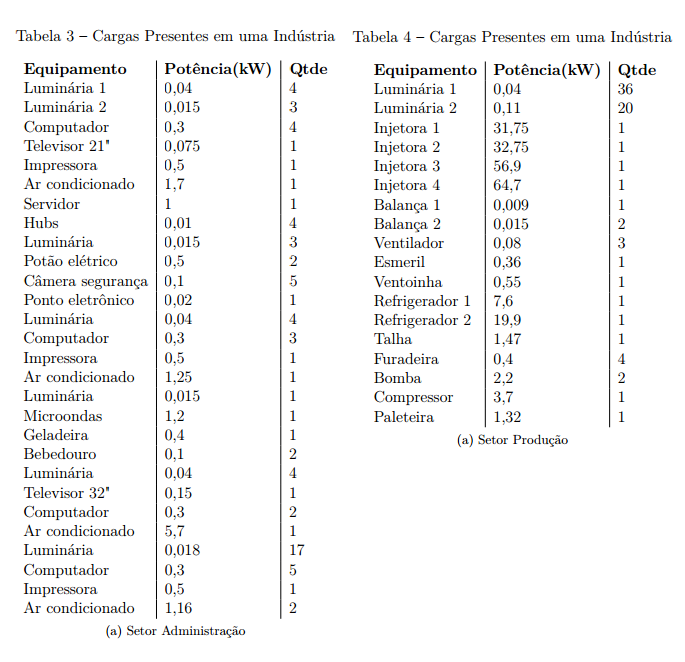 Tabela 3 – Cargas Presentes em uma Indústria
Equipamento Potência(kW) Qtde
Luminária 1 0,04 4
Luminária 2 0,015 3
Computador 0,3 4
Televisor 21" 0,075 1
Impressora 0,5 1
Ar condicionado 1,7 1
Servidor 1 1
Hubs 0,01 4
Luminária 0,015 3
Potão elétrico 0,5 2
Câmera segurança 0,1 5
Ponto eletrônico 0,02 1
Luminária 0,04 4
Computador 0,3 3
Impressora 0,5 1
Ar condicionado 1,25 1
Luminária 0,015 1
Microondas 1,2 1
Geladeira 0,4 1
Bebedouro 0,1 2
Luminária 0,04 4
Televisor 32" 0,15 1
Computador 0,3 2
Ar condicionado 5,7 1
Luminária 0,018 17
Computador 0,3 5
Impressora 0,5 1
Ar condicionado 1,16 2
(a) Setor Administração
Tabela 4 – Cargas Presentes em uma Indústria
Equipamento Potência(kW) Qtde
Luminária 1 0,04 36
Luminária 2 0,11 20
Injetora 1 31,75 1
Injetora 2 32,75 1
Injetora 3 56,9 1
Injetora 4 64,7 1
Balança 1 0,009 1
Balança 2 0,015 2
Ventilador 0,08 3
Esmeril 0,36 1
Ventoinha 0,55 1
Refrigerador 1 7,6 1
Refrigerador 2 19,9 1
Talha 1,47 1
Furadeira 0,4 4
Bomba 2,2 2
Compressor 3,7 1
Paleteira 1,32 1
(a) Setor Produção